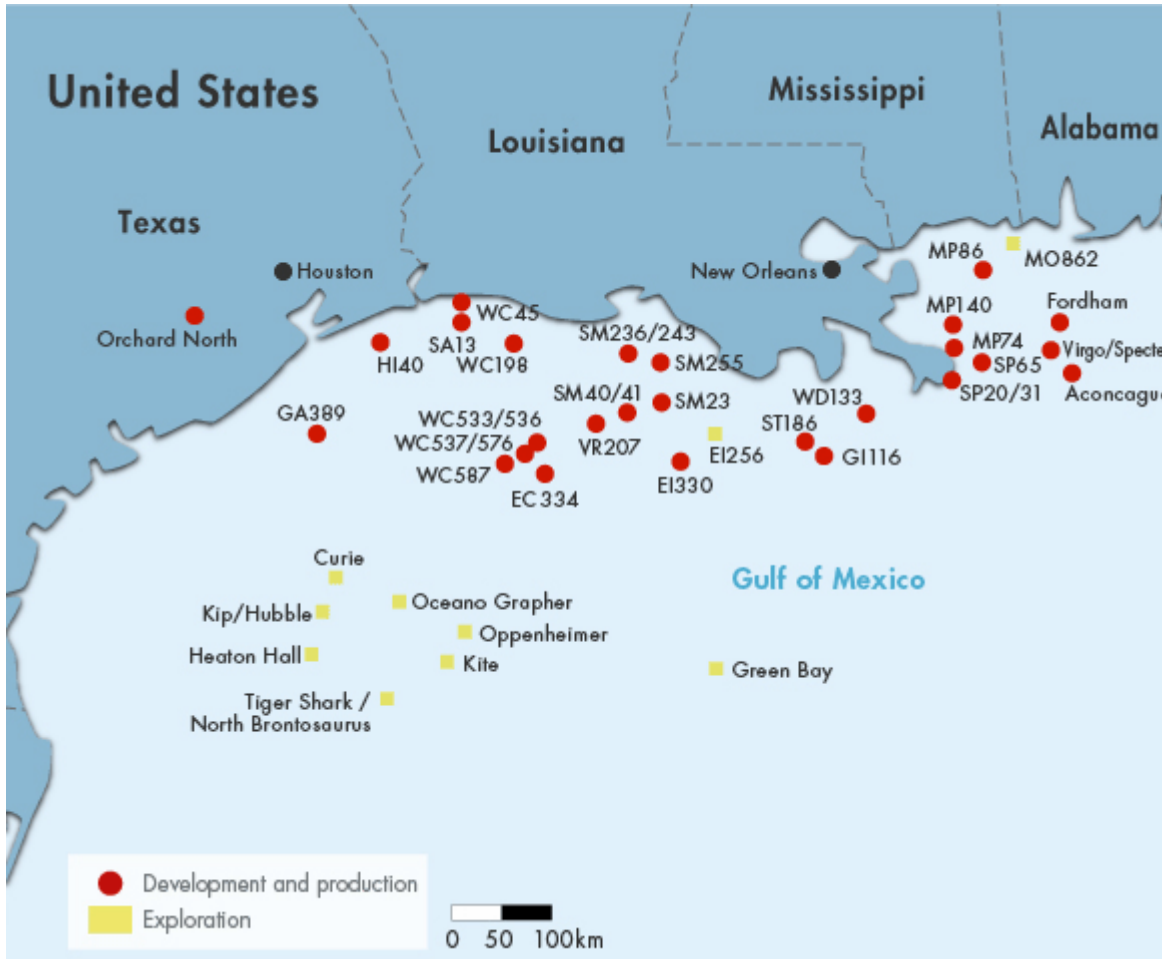 United States
Mississippi
Alabama
Louisiana
Texas
Houston
New Orleans
MP86
MO862
Orchard North
WC45
SA13
HI40
WC198
SM236/243
SM255
MP140
Fordham
MP74
Virgo/Specte
SP65
SP20/31
Aconcagu
GA389
WC533/536
WC537/576
WC587
EC334
SM40/41
SM23
VR207
WD133
ST186
EI256
GI116
EI330
Curie
Gulf of Mexico
Kip/Hubble
Oceano Grapher
Oppenheimer
Heaton Hall
Kite
Green Bay
Tiger Shark /
North Brontosaurus
Development and production
Exploration
0 50 100km